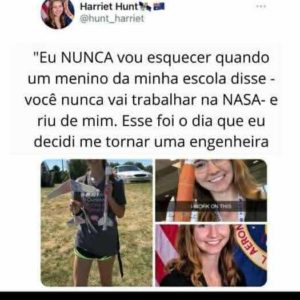 Harriet Hunt
@hunt_harriet
"Eu NUNCA vou esquecer quando
um menino da minha escola disse -
você nunca vai trabalhar na NASA- e
riu de mim. Esse foi o dia que eu
decidi me tornar uma engenheira
I WORK ON THIS
AERO